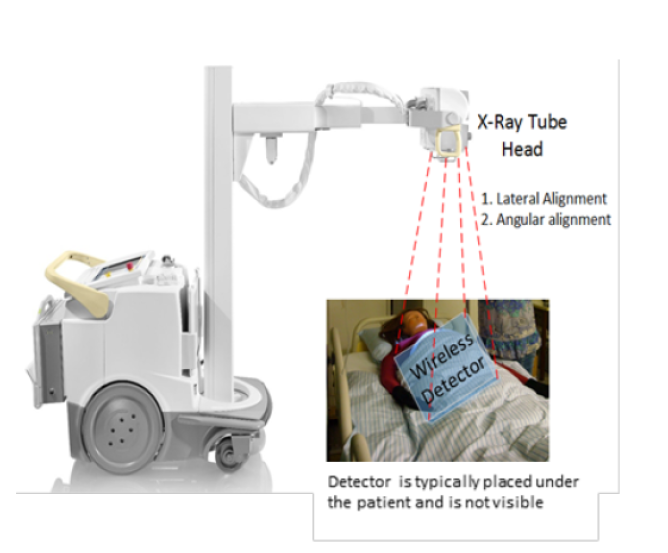 X-Ray Tube
Head
1. Lateral Alignment
2. Angular alignment
Wireless
Detector
Detector is typically placed under
the patient and is not visible